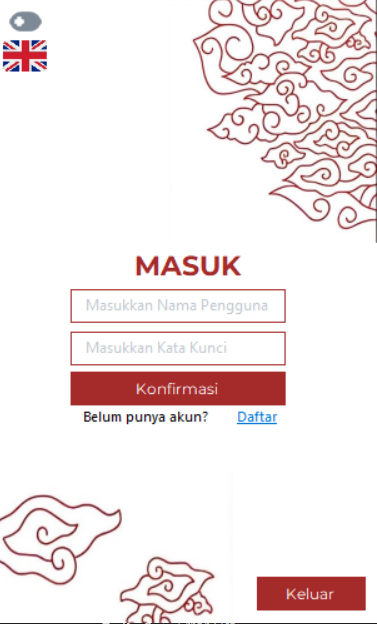 MASUK
Masukkan Nama Pengguna
Masukkan Kata Kunci
Konfirmasi
Belum punya akun? Daftar
Keluar